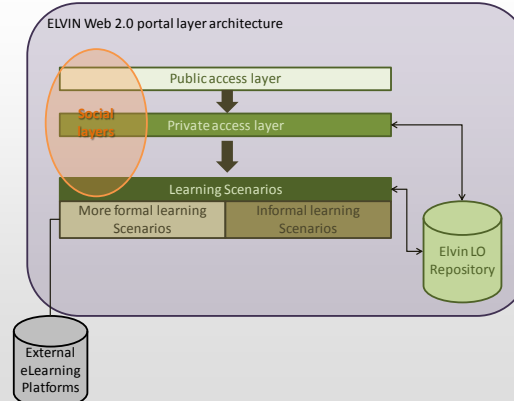 ELVIN Web 2.0 portal layer architecture
Public access layer
Social
layers
Private access layer
Learning Scenarios
More formal learning
Scenarios
Informal learning
Scenarios
Elvin LO
Repository
External
eLearning
Platforms